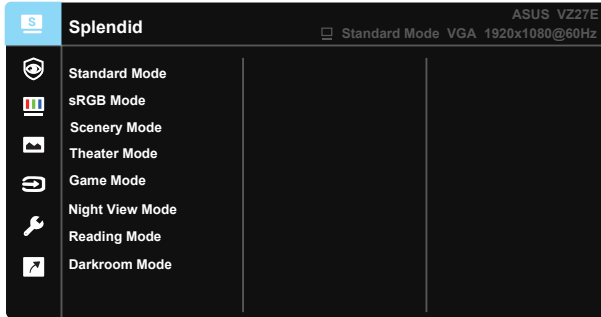 S
Splendid
ASUS VZ27E
Standard Mode VGA 1920x1080@60Hz
Standard Mode
sRGB Mode
Scenery Mode
Theater Mode
Game Mode
Night View Mode
Reading Mode
Darkroom Mode